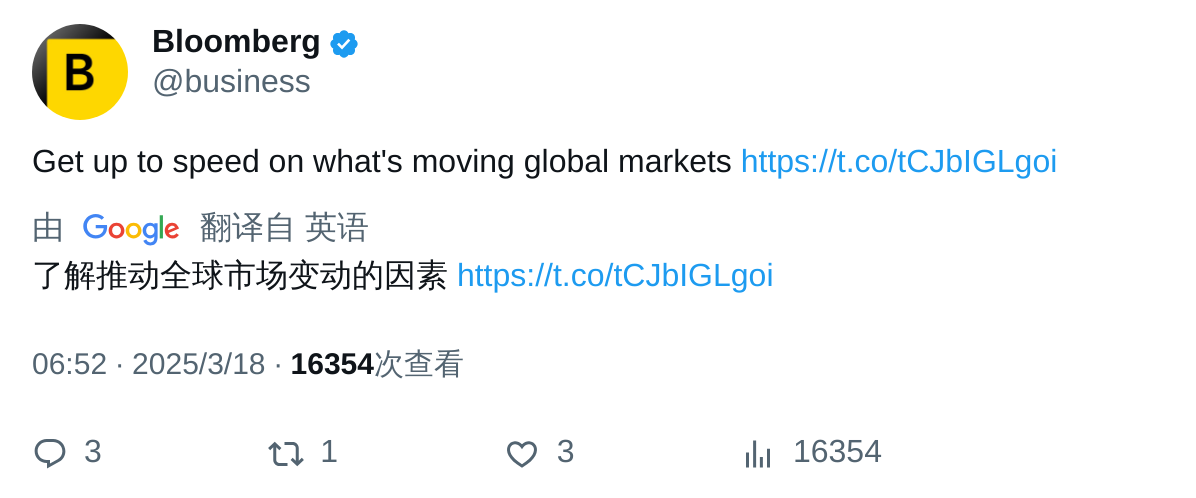 B
Bloomberg
@business
Get up to speed on what's moving global markets https://t.co/tCJbIGLgoi
由 Google 翻译自 英语
了解推动全球市场变动的因素 https://t.co/tCJbIGLgoi
06:52 · 2025/3/18 · 16354次查看
3 1 3 16354